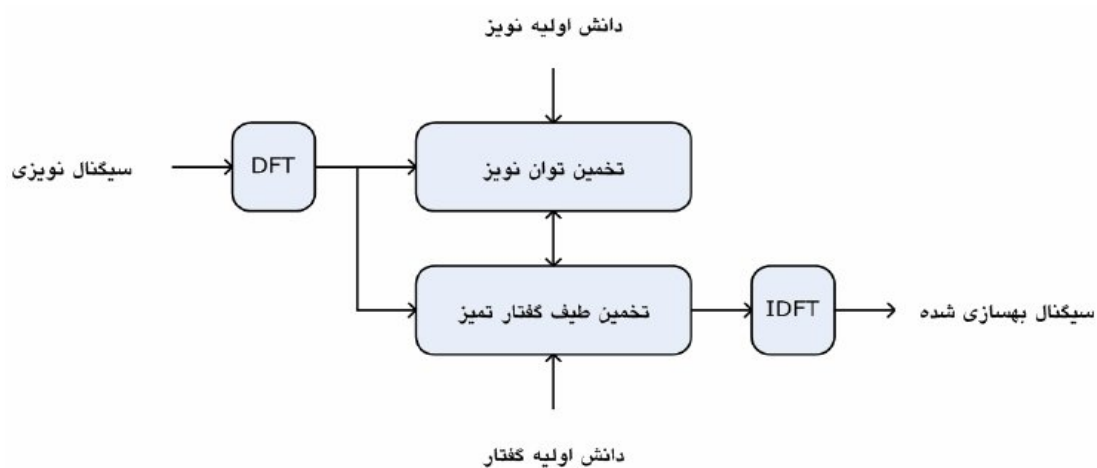 دانش اولیه نویز
DFT
تخمین توان نویز
سیگنال نویزی
تخمین طیف گفتار تمیز
IDFT
سیگنال بهسازی شده
دانش اولیه گفتار